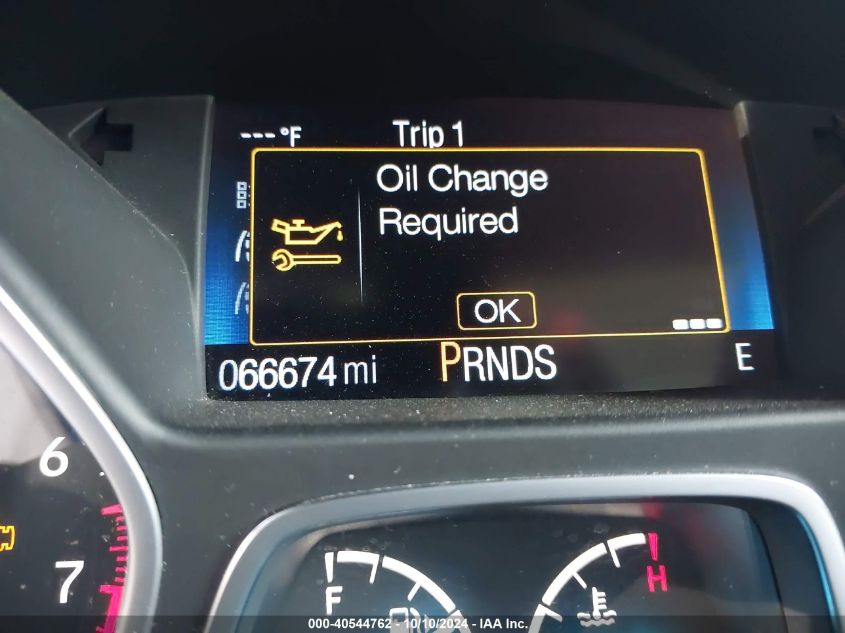 ---°F Trip 1
Oil Change
Required
OK
066674 mi PRNDS E
6
7
F
H
000-40544762 - 10/10/2024 - IAA Inc.